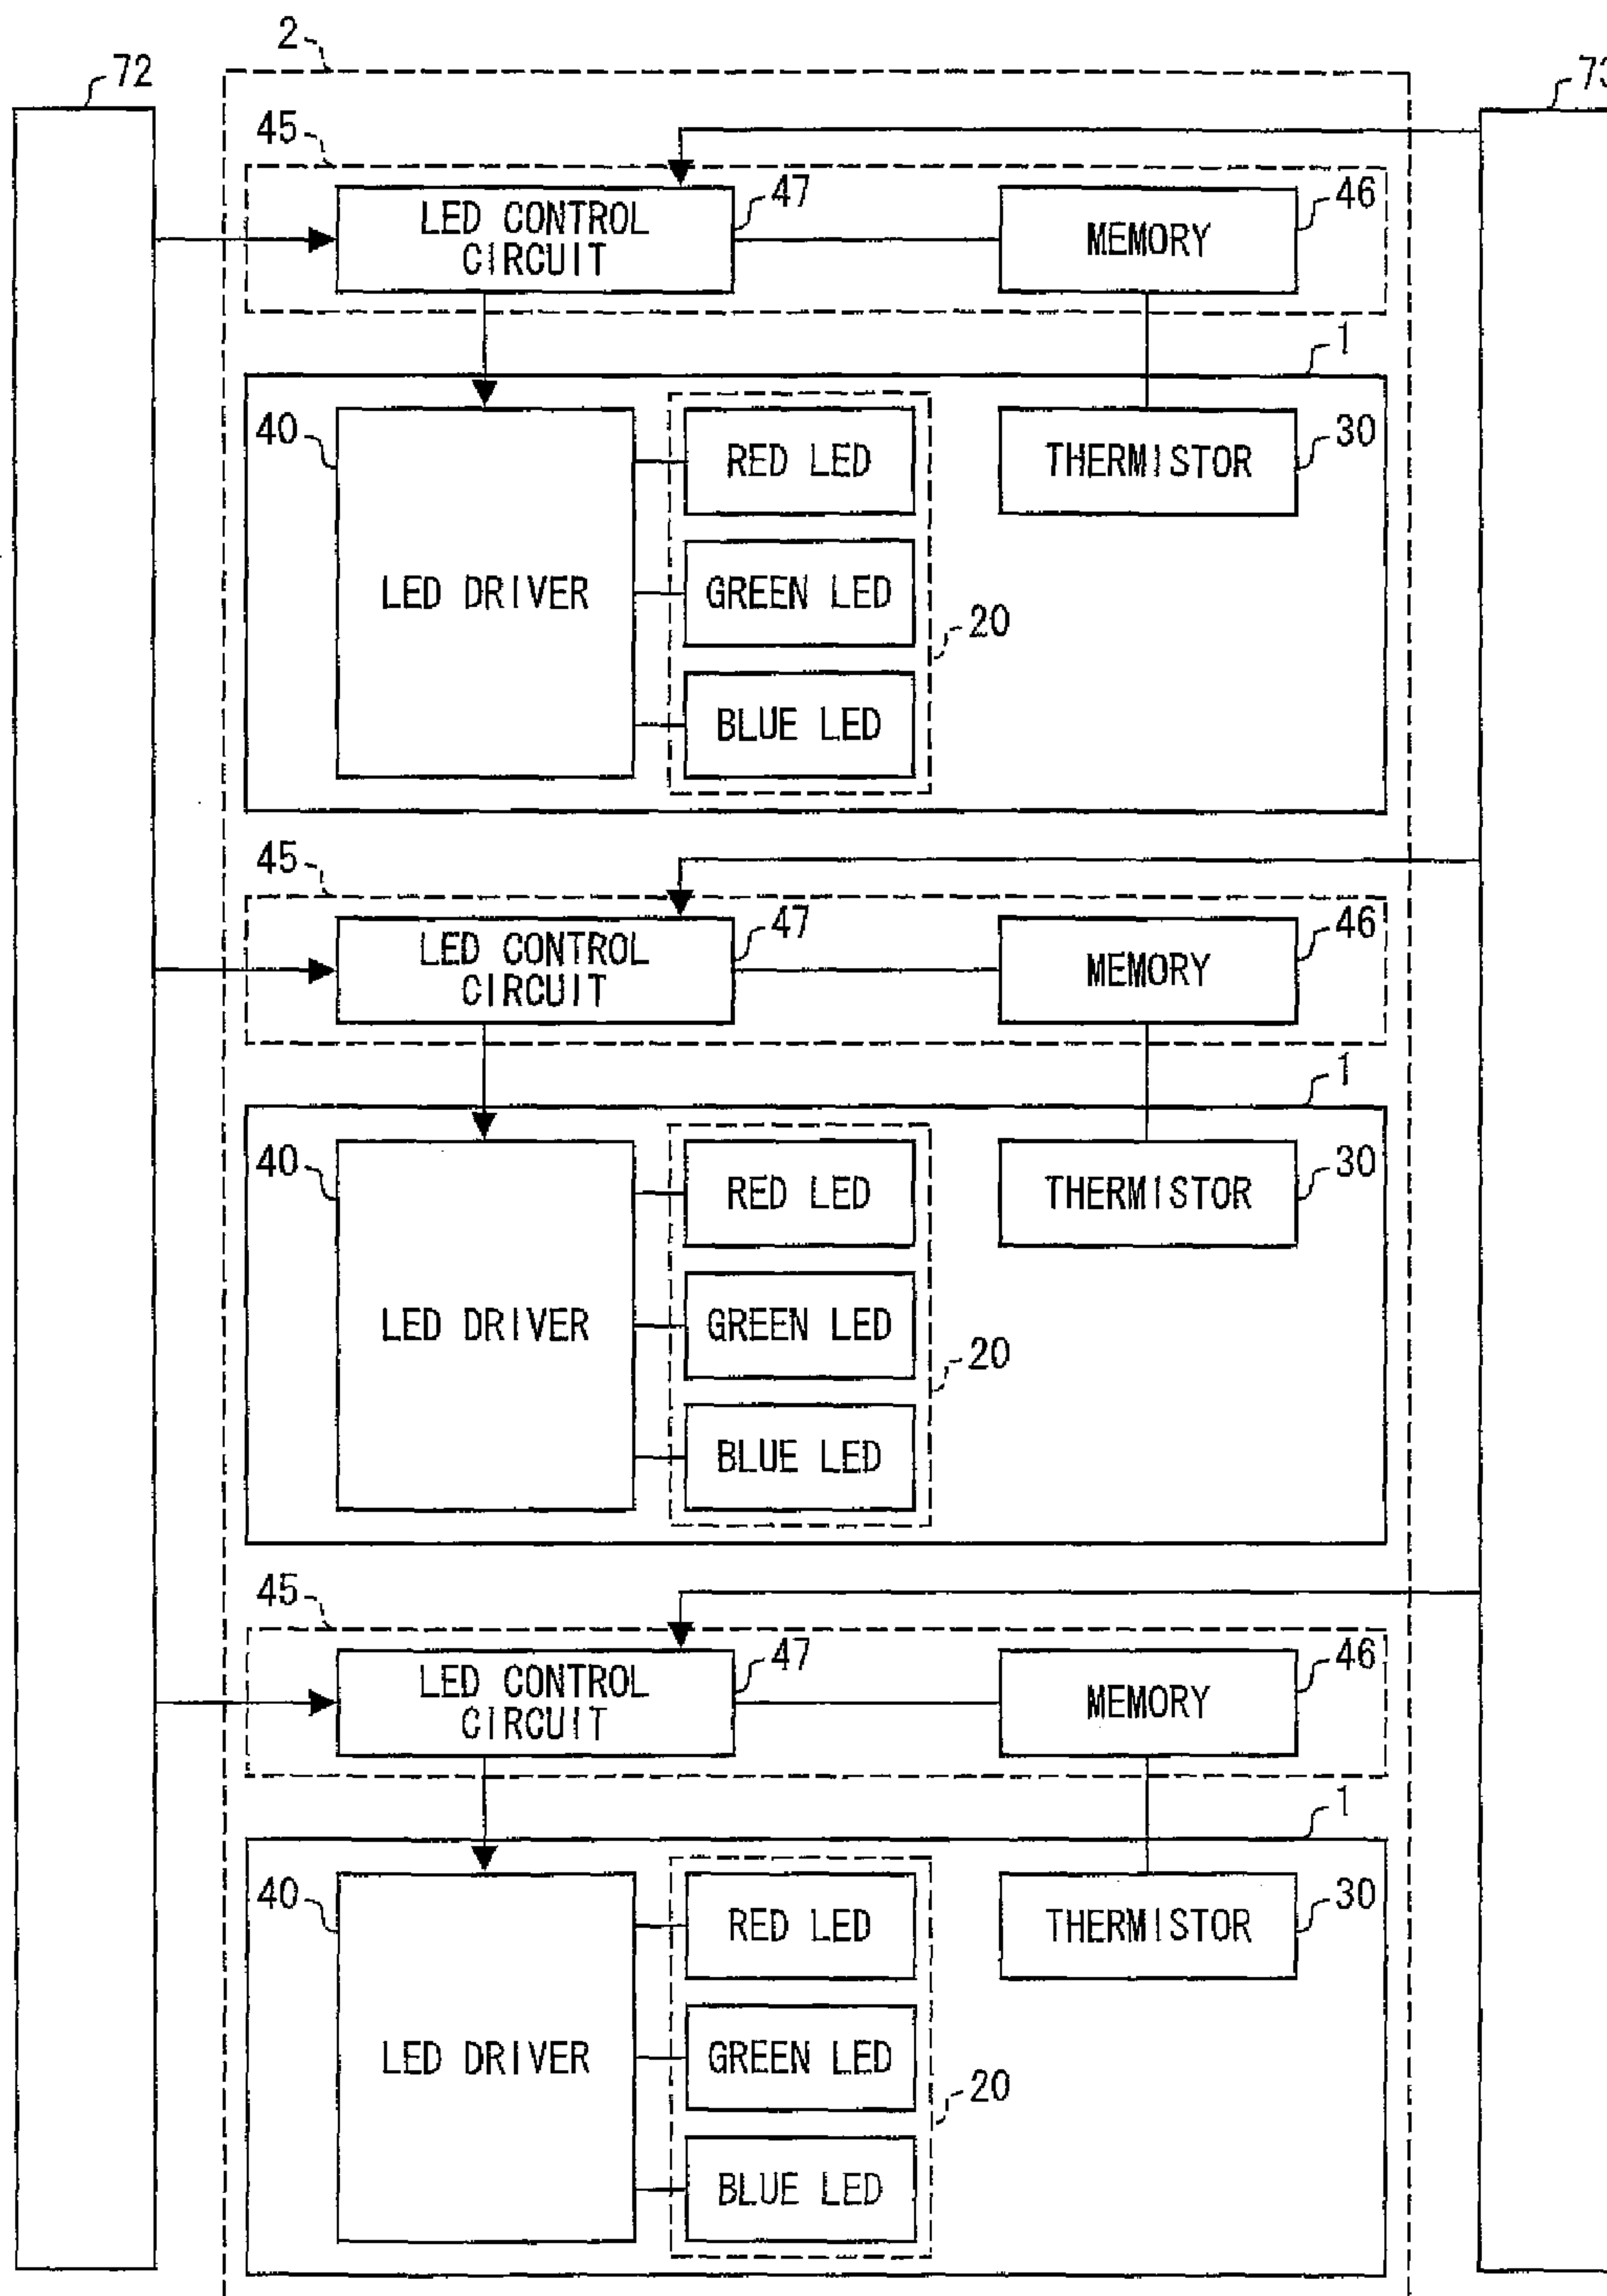 2
72
73
45
LED CONTROL
CIRCUIT
47
MEMORY
46
1
40
LED DRIVER
RED LED
GREEN LED
BLUE LED
20
THERMISTOR
30
45
LED CONTROL
CIRCUIT
47
MEMORY
46
1
40
LED DRIVER
RED LED
GREEN LED
BLUE LED
20
THERMISTOR
30
45
LED CONTROL
CIRCUIT
47
MEMORY
46
1
40
LED DRIVER
RED LED
GREEN LED
BLUE LED
20
THERMISTOR
30